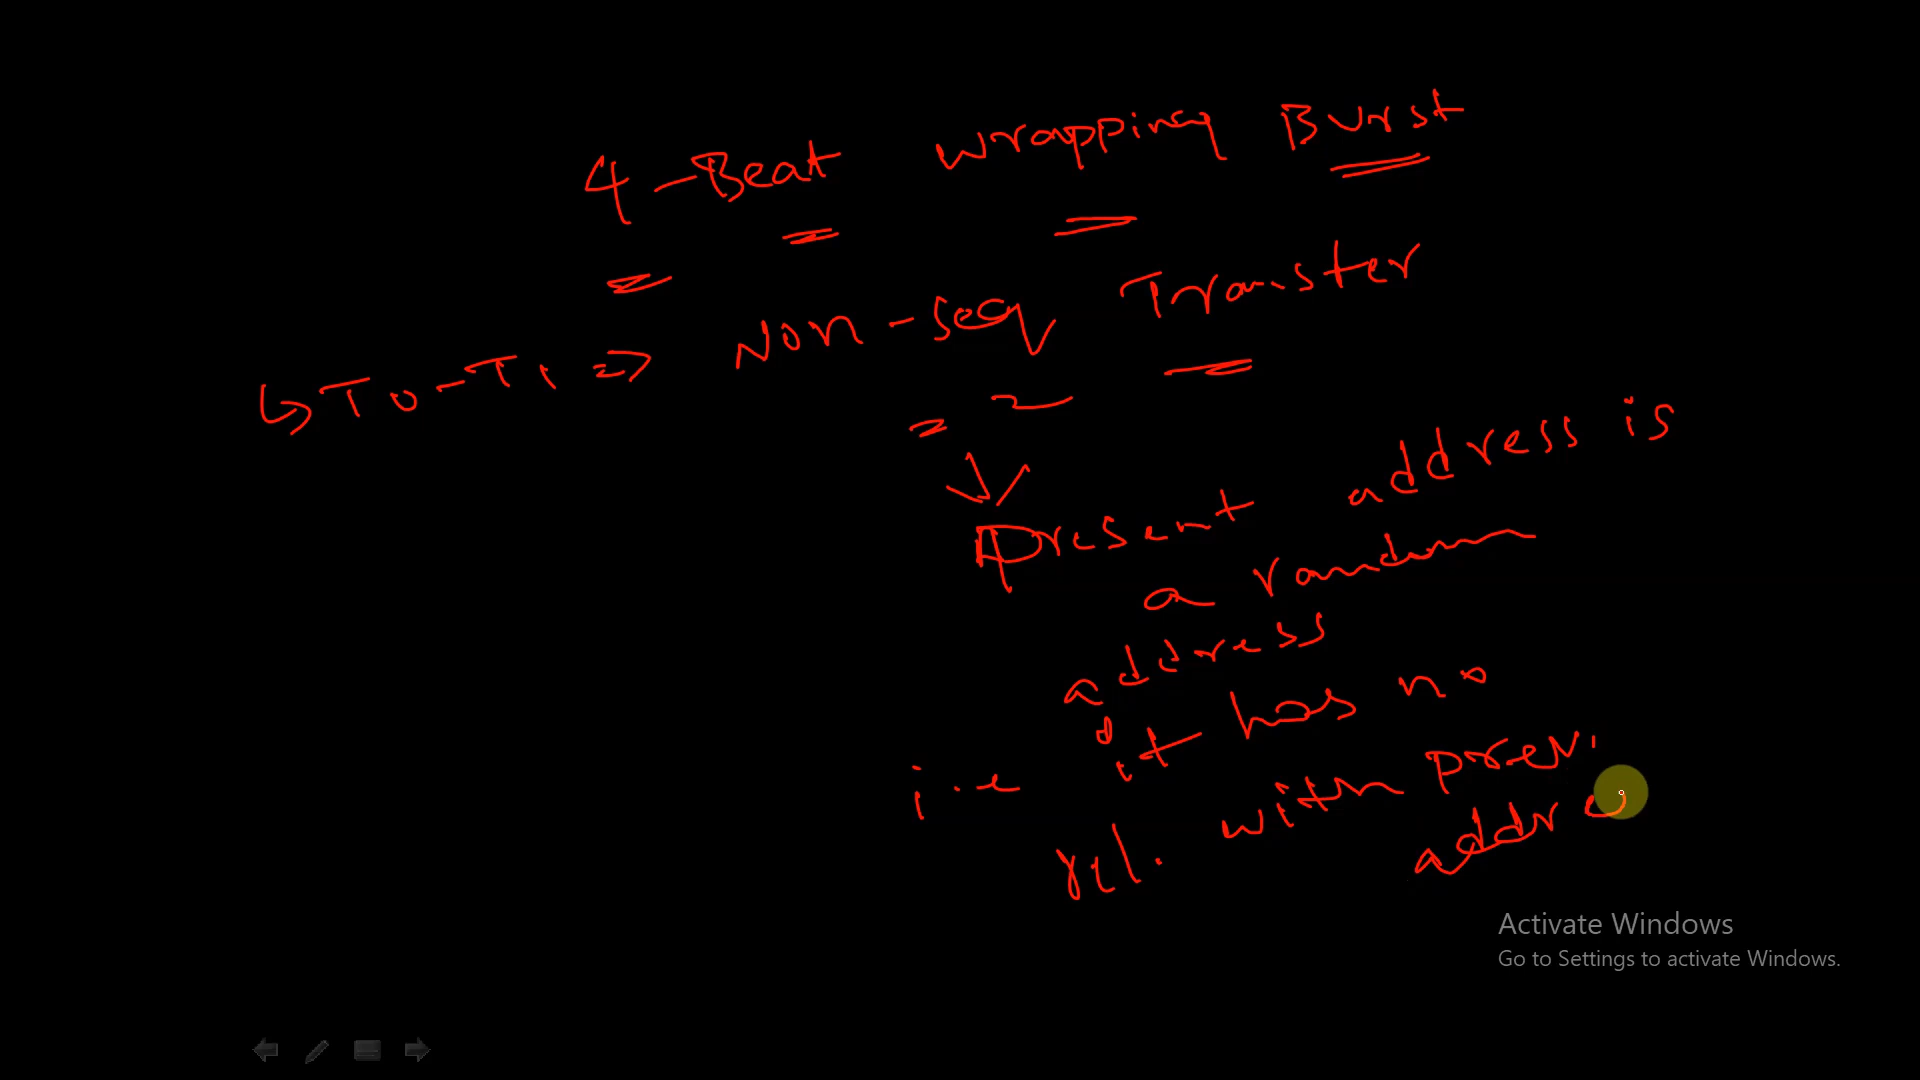 4-Beat wrapping Burst
↳ T0-T1 => Non-seq Transfer
Present address is
a random
address
i.e it has no
rel. with prev.
addre
Activate Windows
Go to Settings to activate Windows.